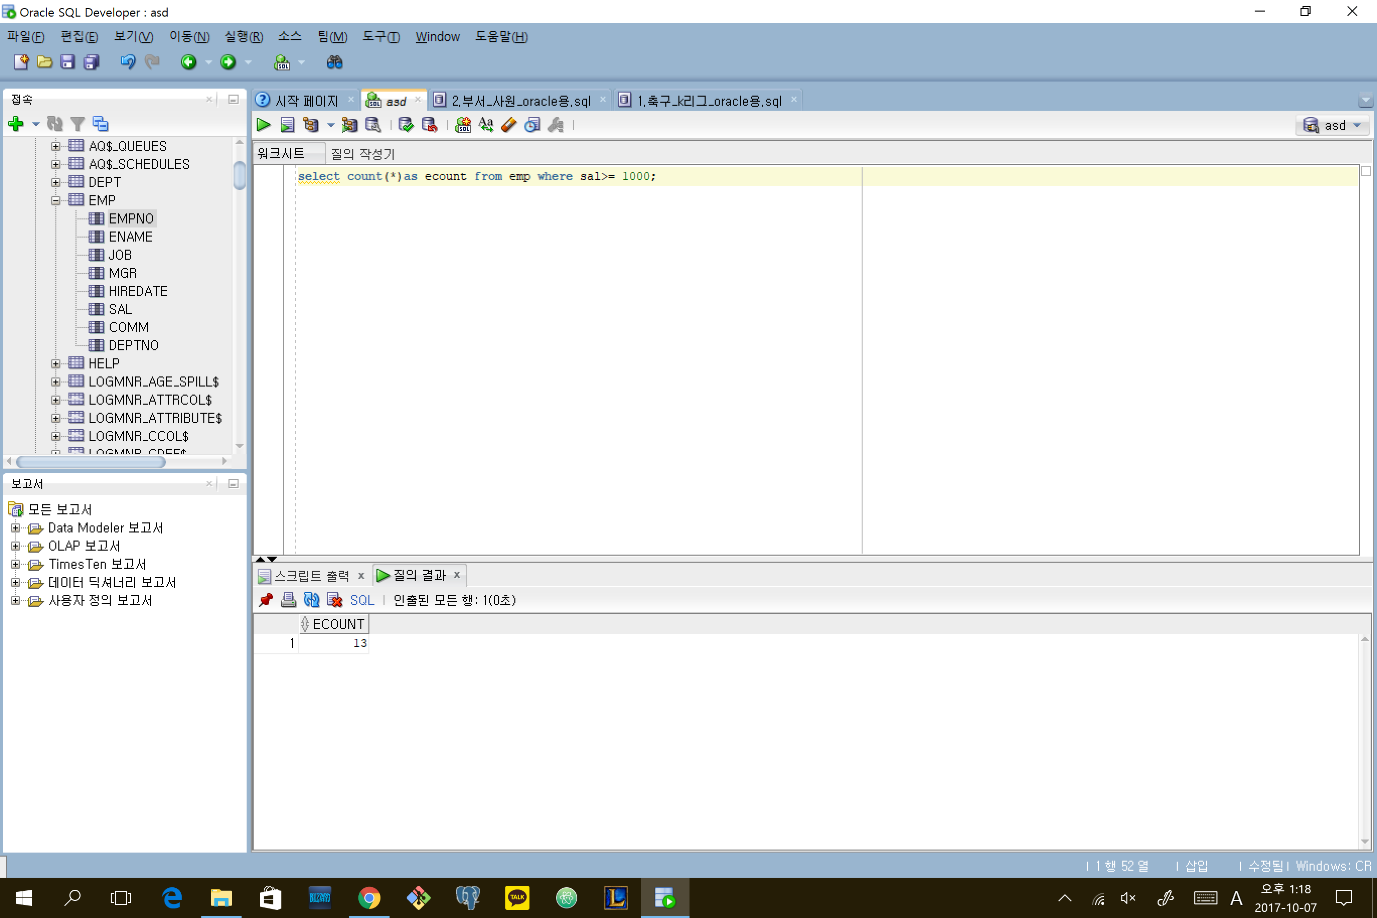 Oracle SQL Developer : asd
파일(F) 편집(E) 보기(V) 이동(N) 실행(R) 소스 팀(M) 도구(T) Window 도움말(H)
접속
시작 페이지
asd
2.부서_사원_oracle용.sql
1.축구_k리그_oracle용.sql
asd
워크시트
질의 작성기
AQ$_QUEUES
AQ$_SCHEDULES
DEPT
EMP
EMPNO
ENAME
JOB
MGR
HIREDATE
SAL
COMM
DEPTNO
HELP
LOGMNR_AGE_SPILL$
LOGMNR_ATTRCOL$
LOGMNR_ATTRIBUTE$
LOGMNR_CCOL$
LOGMNR_CDEF$
select count(*)as ecount from emp where sal>= 1000;
보고서
모든 보고서
Data Modeler 보고서
OLAP 보고서
TimesTen 보고서
데이터 딕셔너리 보고서
사용자 정의 보고서
스크립트 출력
질의 결과
SQL
인출된 모든 행: 1(0초)
ECOUNT
1 13
1 행 52 열
삽입
수정됨
Windows: CR
A
오후 1:18
2017-10-07